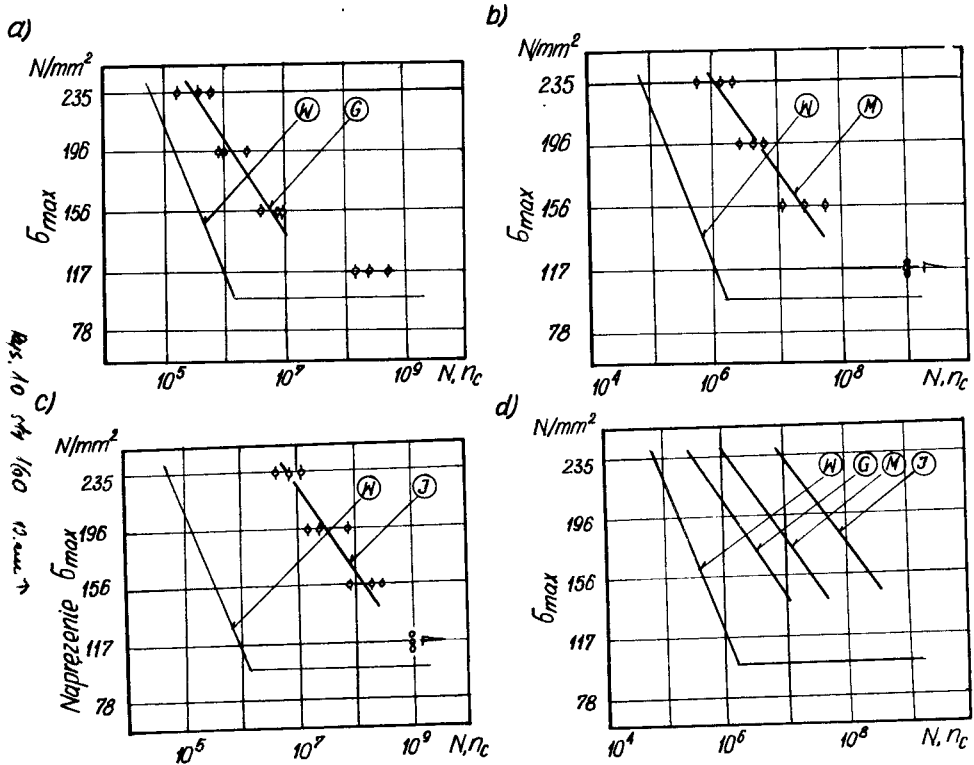 a)
N/mm²
235
196
156
117
78
σmax
W
G
10⁵ 10⁷ 10⁹ N, nc
b)
N/mm²
235
196
156
117
78
σmax
W
M
10⁴ 10⁶ 10⁸ N, nc
c)
N/mm²
235
196
156
117
78
Naprężenie σmax
W
J
10⁵ 10⁷ 10⁹ N, nc
d)
N/mm²
235
196
156
117
78
σmax
W G M J
10⁴ 10⁶ 10⁸ N, nc
Rys. 10